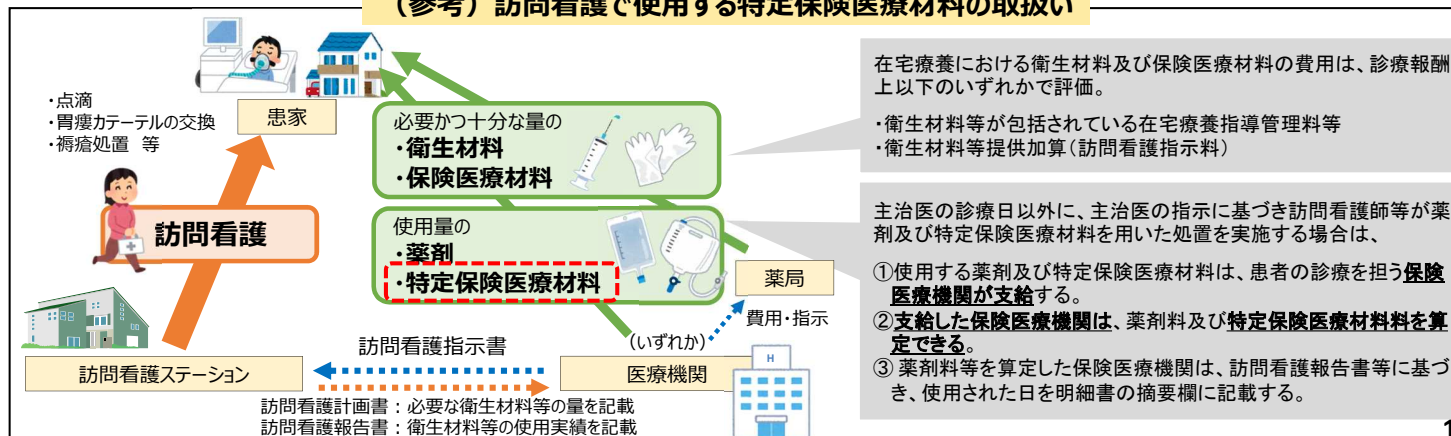 （参考）訪問看護で使用する特定保険医療材料の取扱い
・点滴
・胃瘻カテーテルの交換
・褥瘡処置 等
患家
訪問看護
訪問看護ステーション
必要かつ十分な量の
・衛生材料
・保険医療材料
使用量の
・薬剤
・特定保険医療材料
薬局
費用・指示
(いずれか)
医療機関
H
訪問看護指示書
訪問看護計画書：必要な衛生材料等の量を記載
訪問看護報告書：衛生材料等の使用実績を記載
在宅療養における衛生材料及び保険医療材料の費用は、診療報酬
上以下のいずれかで評価。
・衛生材料等が包括されている在宅療養指導管理料等
・衛生材料等提供加算（訪問看護指示料）
主治医の診療日以外に、主治医の指示に基づき訪問看護師等が薬
剤及び特定保険医療材料を用いた処置を実施する場合は、
①使用する薬剤及び特定保険医療材料は、患者の診療を担う保険
医療機関が支給する。
②支給した保険医療機関は、薬剤料及び特定保険医療材料料を算
定できる。
③ 薬剤料等を算定した保険医療機関は、訪問看護報告書等に基づ
き、使用された日を明細書の摘要欄に記載する。